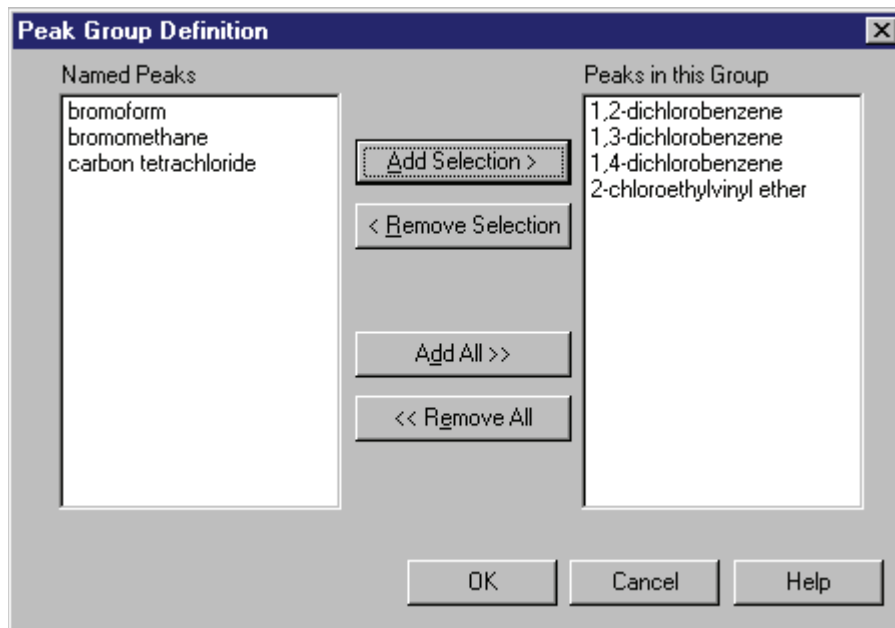 Peak Group Definition
Named Peaks
bromoform
bromomethane
carbon tetrachloride
Add Selection >
< Remove Selection
Add All >>
<< Remove All
Peaks in this Group
1,2-dichlorobenzene
1,3-dichlorobenzene
1,4-dichlorobenzene
2-chloroethylvinyl ether
OK
Cancel
Help